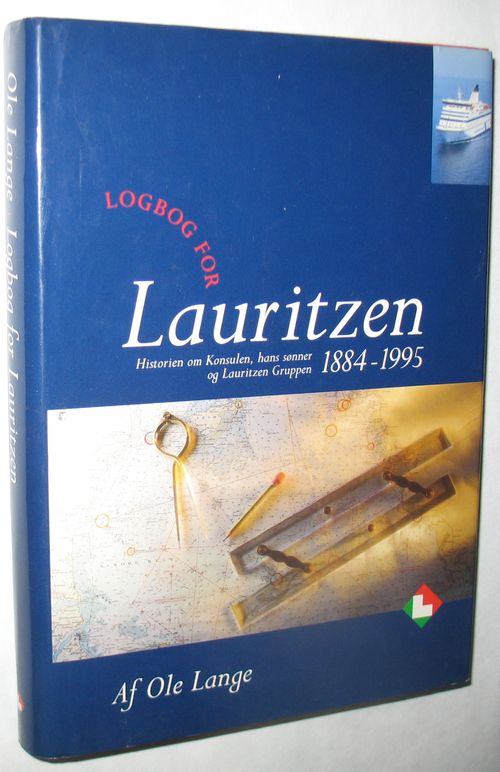 LOGBOG FOR
Lauritzen
Historien om Konsulen, hans sønner
og Lauritzen Gruppen
1884-1995
L
Af Ole Lange
Ole Lange Logbog for Lauritzen